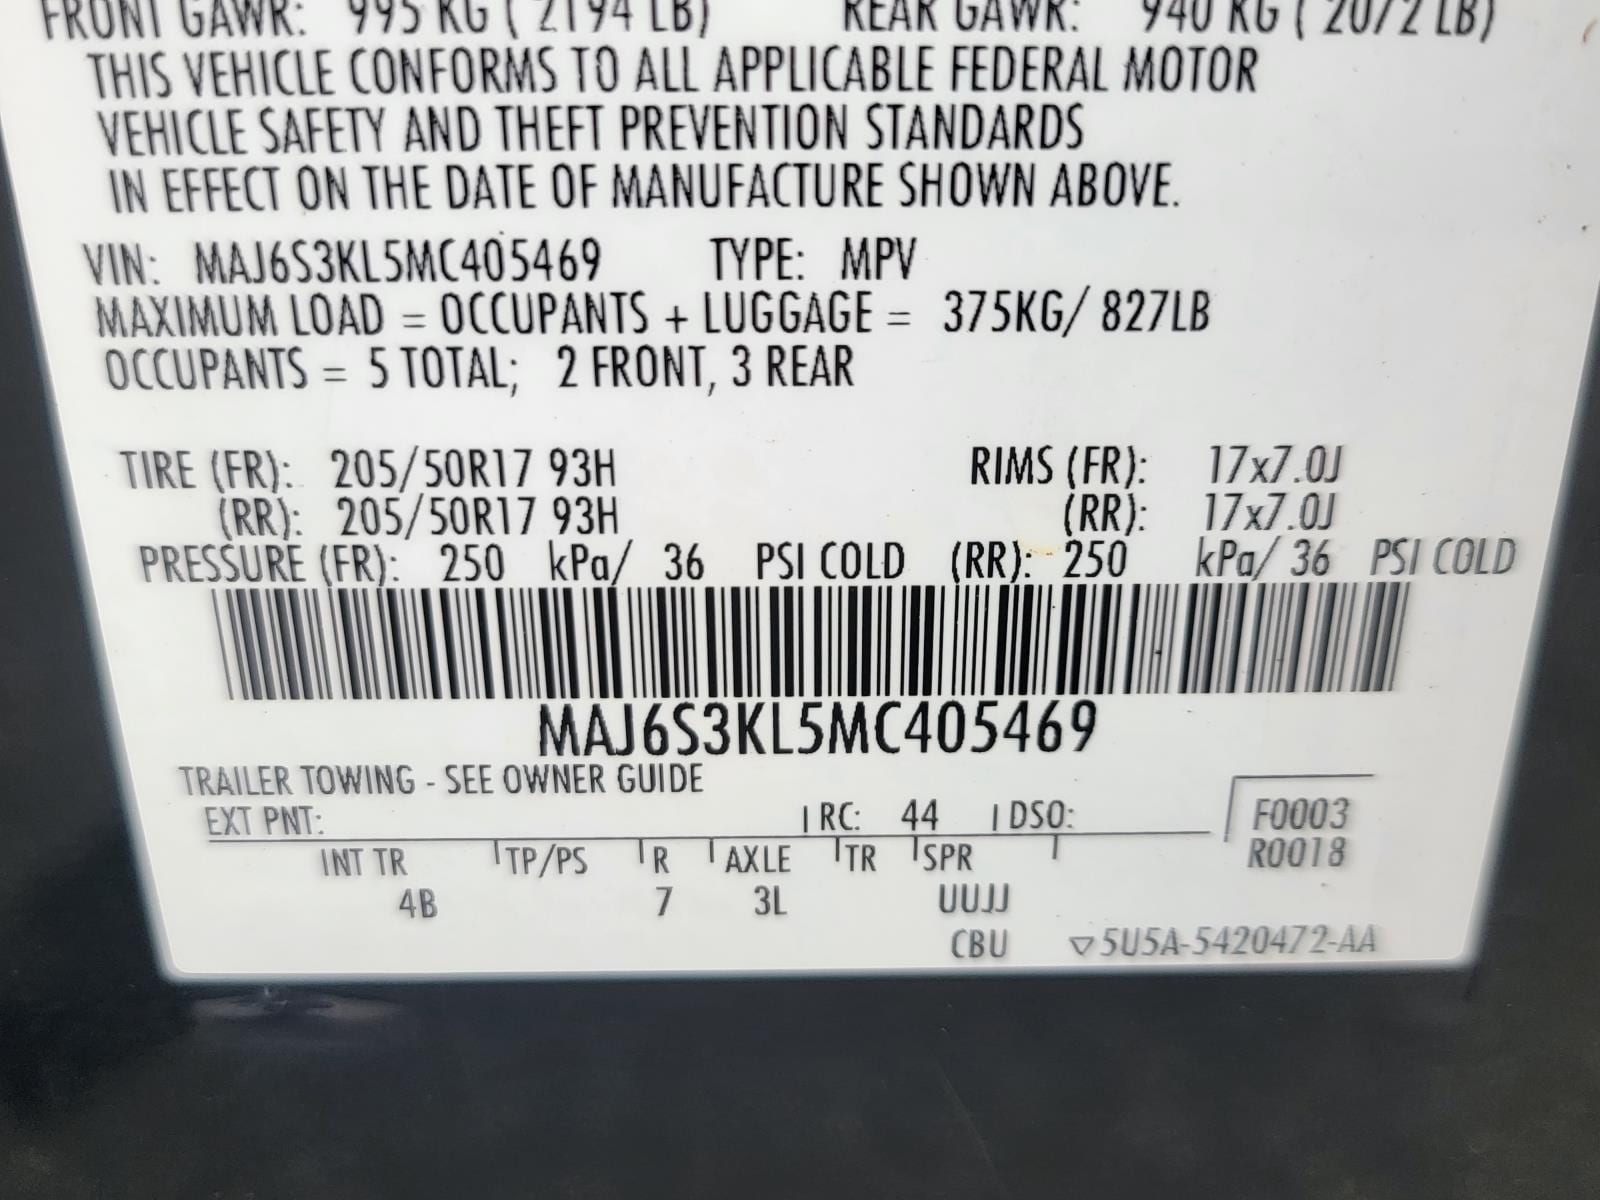 FRONT GAWR: 995 KG ( 2194 LB) REAR GAWR: 940 KG ( 2072 LB)
THIS VEHICLE CONFORMS TO ALL APPLICABLE FEDERAL MOTOR
VEHICLE SAFETY AND THEFT PREVENTION STANDARDS
IN EFFECT ON THE DATE OF MANUFACTURE SHOWN ABOVE.
VIN: MAJ6S3KL5MC405469 TYPE: MPV
MAXIMUM LOAD = OCCUPANTS + LUGGAGE = 375KG/ 827LB
OCCUPANTS = 5 TOTAL; 2 FRONT, 3 REAR
TIRE (FR): 205/50R17 93H RIMS (FR): 17x7.0J
(RR): 205/50R17 93H (RR): 17x7.0J
PRESSURE (FR): 250 kPa/ 36 PSI COLD (RR): 250 kPa/ 36 PSI COLD
MAJ6S3KL5MC405469
TRAILER TOWING - SEE OWNER GUIDE
EXT PNT: RC: 44 DSO: F0003
INT TR TP/PS R AXLE TR SPR R0018
4B 7 3L UUJJ
CBU ▽5U5A-5420472-AA